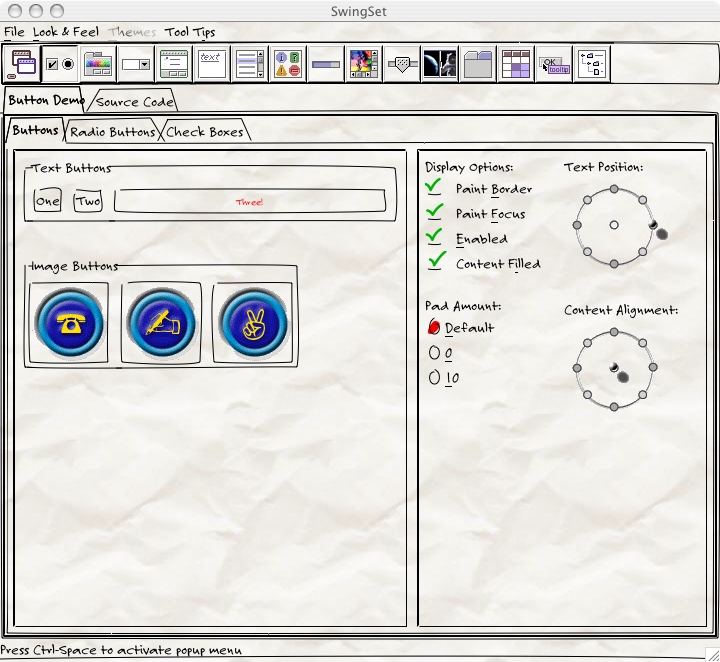 SwingSet
File Look & Feel Themes Tool Tips
text
OK
tooltip
Button Demo Source Code
Buttons Radio Buttons Check Boxes
Text Buttons
One Two Three!
Image Buttons
Display Options:
Paint Border
Paint Focus
Enabled
Content Filled
Text Position:
Pad Amount:
Default
0
10
Content Alignment:
Press Ctrl-Space to activate popup menu